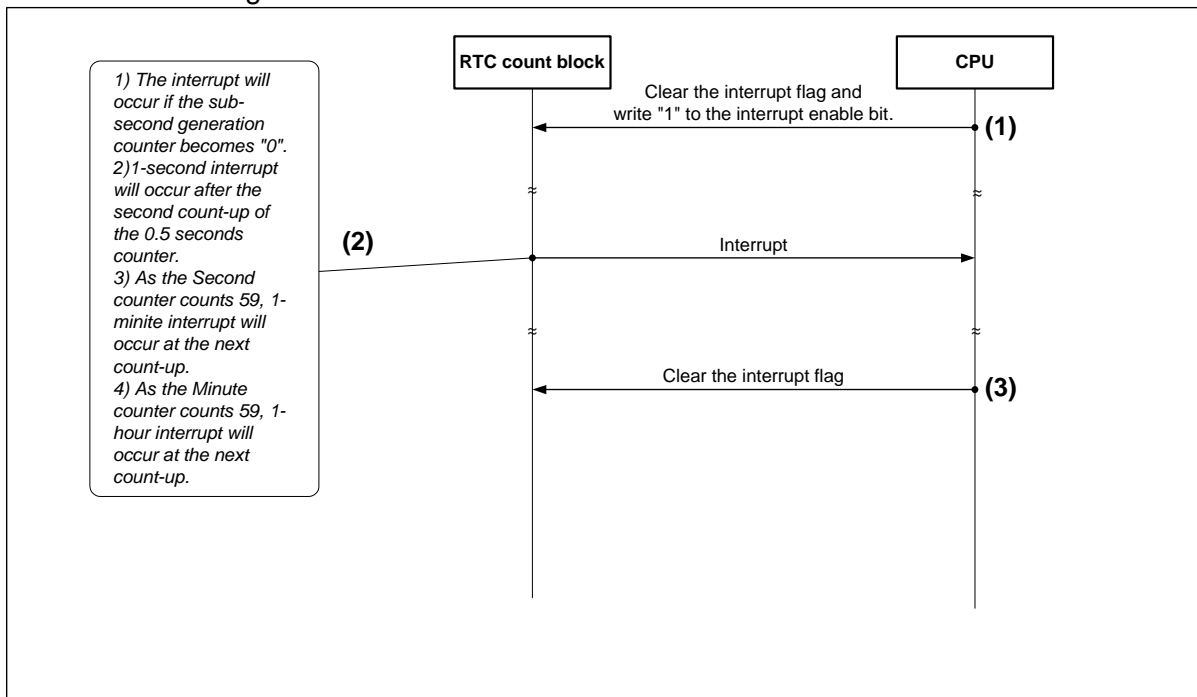 RTC count block
CPU
1) The interrupt will
occur if the sub-
second generation
counter becomes "0".
2)1-second interrupt
will occur after the
second count-up of
the 0.5 seconds
counter.
3) As the Second
counter counts 59, 1-
minite interrupt will
occur at the next
count-up.
4) As the Minute
counter counts 59, 1-
hour interrupt will
occur at the next
count-up.
Clear the interrupt flag and
write "1" to the interrupt enable bit.
(1)
≈ ≈
(2)
Interrupt
≈ ≈
Clear the interrupt flag
(3)